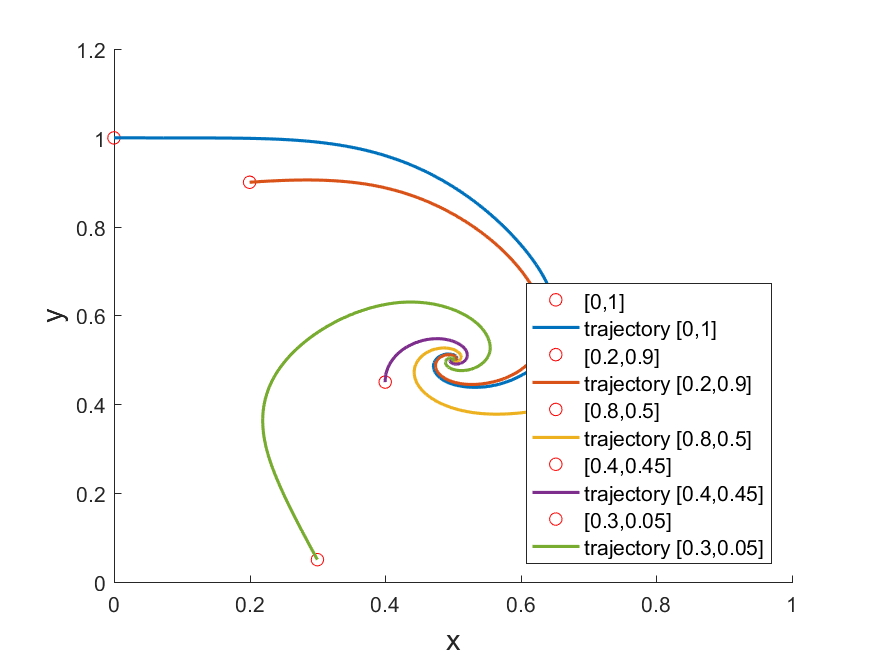 1.2
1
0.8
0.6
0.4
0.2
0
y
[0,1]
trajectory [0,1]
[0.2,0.9]
trajectory [0.2,0.9]
[0.8,0.5]
trajectory [0.8,0.5]
[0.4,0.45]
trajectory [0.4,0.45]
[0.3,0.05]
trajectory [0.3,0.05]
0 0.2 0.4 0.6 0.8 1
x